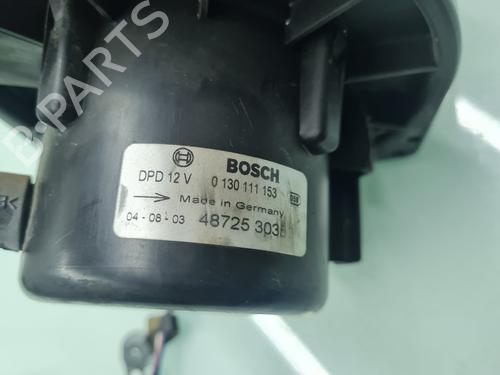 B-PARTS
BOSCH
DPD 12 V 0 130 111 153
Made in Germany
04-08-03 48725 303